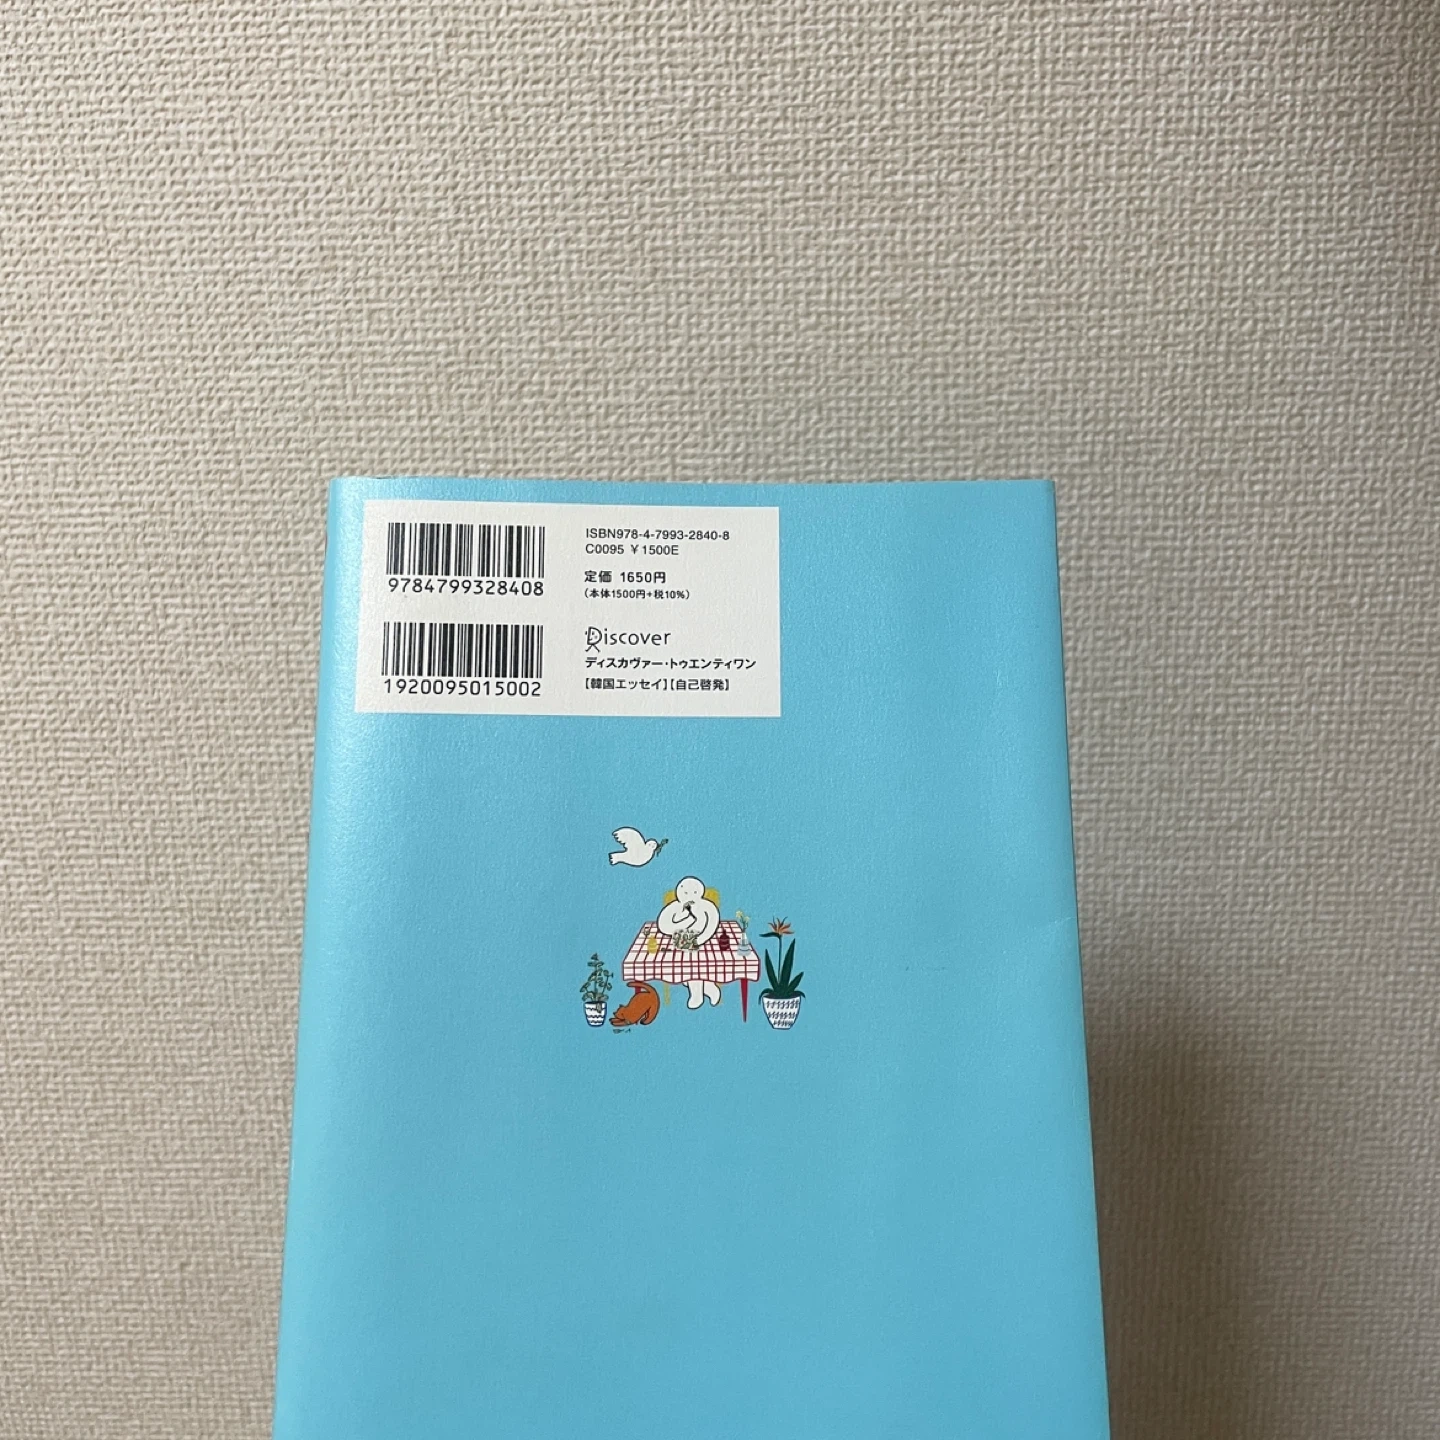 ISBN978-4-7993-2840-8
C0095 ¥1500E
9784799328408
定価 1650円
(本体1500円+税10%)
1920095015002
Discover
ディスカヴァー・トゥエンティワン
【韓国エッセイ】【自己啓発】